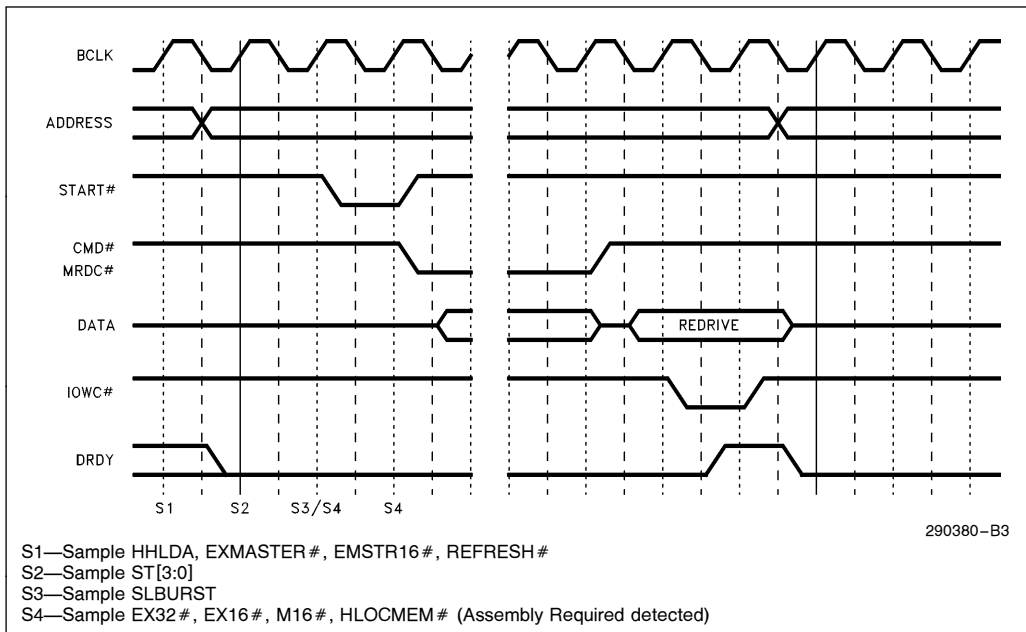 BCLK
ADDRESS
START#
CMD#
MRDC#
DATA
REDRIVE
IOWC#
DRDY
S1 S2 S3/S4 S4
290380-B3
S1—Sample HHLDA, EXMASTER#, EMSTR16#, REFRESH#
S2—Sample ST[3:0]
S3—Sample SLBURST
S4—Sample EX32#, EX16#, M16#, HLOCMEM# (Assembly Required detected)